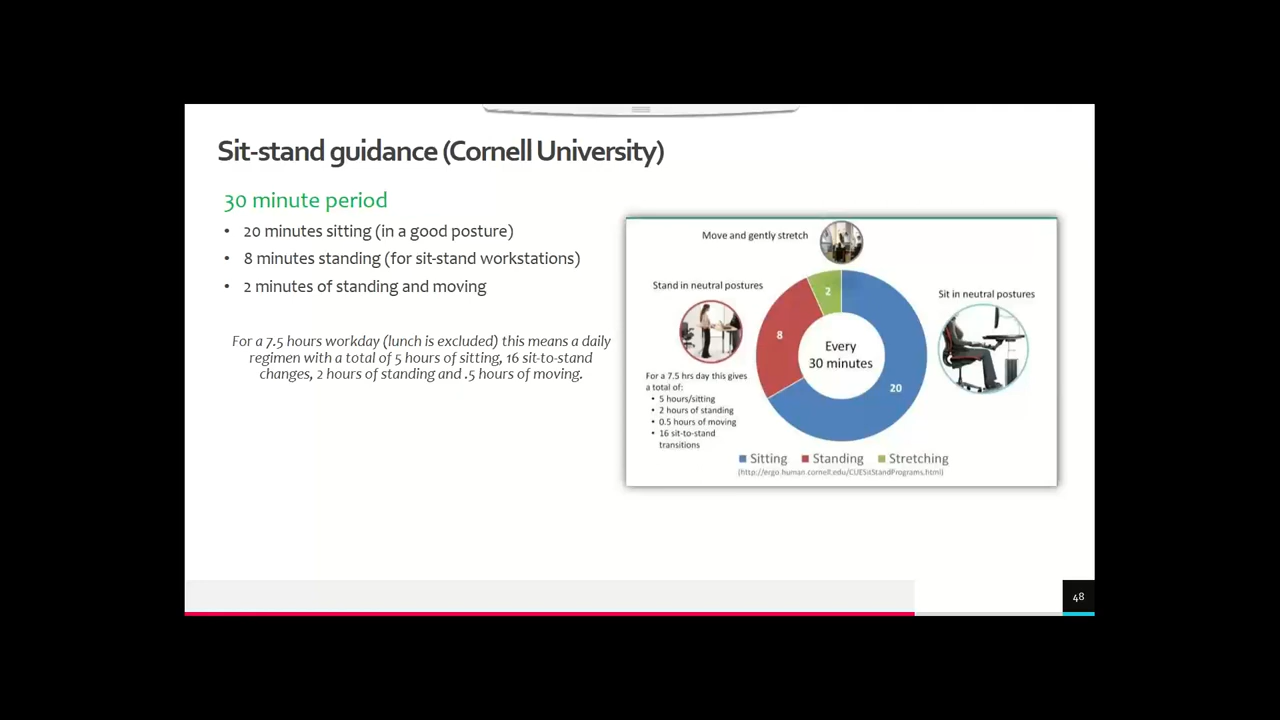 Sit-stand guidance (Cornell University)
30 minute period
• 20 minutes sitting (in a good posture)
• 8 minutes standing (for sit-stand workstations)
• 2 minutes of standing and moving
For a 7.5 hours workday (lunch is excluded) this means a daily
regimen with a total of 5 hours of sitting, 16 sit-to-stand
changes, 2 hours of standing and .5 hours of moving.
Move and gently stretch
Stand in neutral postures
Sit in neutral postures
2
8
20
Every
30 minutes
For a 7.5 hrs day this gives
a total of:
• 5 hours/sitting
• 2 hours of standing
• 0.5 hours of moving
• 16 sit-to-stand
transitions
Sitting Standing Stretching
(http://ergo.human.cornell.edu/CUESitStandPrograms.html)
48